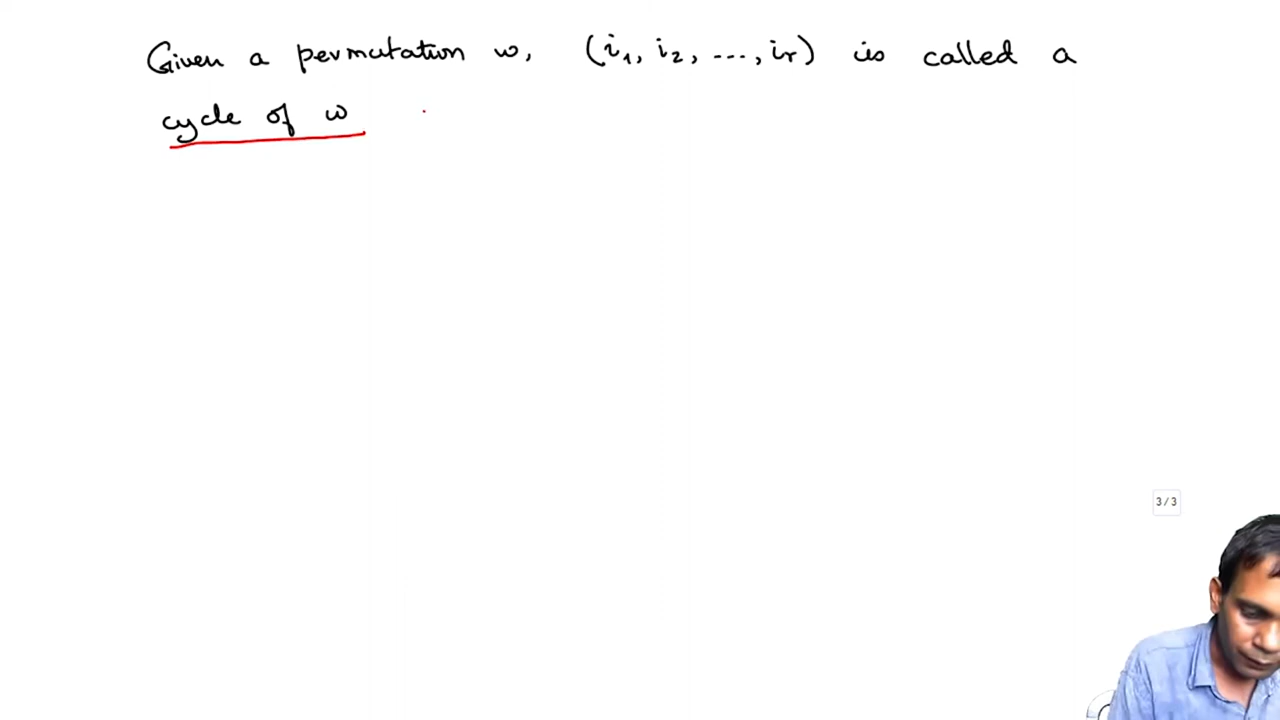 Given a permutation w, (i₁, i₂, ..., iᵣ) is called a
cycle of w
3/3